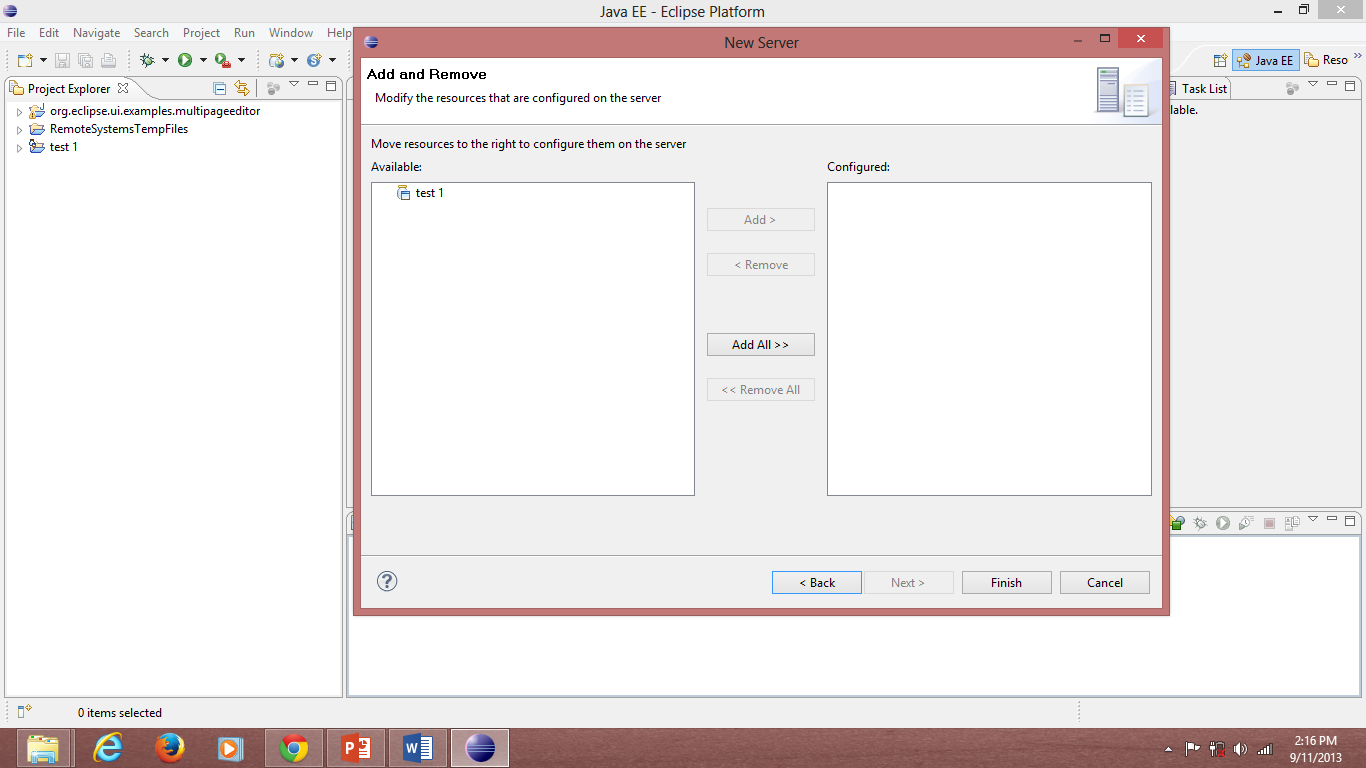 Java EE - Eclipse Platform
File Edit Navigate Search Project Run Window Help
New Server
Java EE
Reso
Project Explorer
Task List
org.eclipse.ui.examples.multipageeditor
RemoteSystemsTempFiles
test 1
lable.
Add and Remove
Modify the resources that are configured on the server
Move resources to the right to configure them on the server
Available:
Configured:
test 1
Add >
< Remove
Add All >>
<< Remove All
?
< Back
Next >
Finish
Cancel
0 items selected
2:16 PM
9/11/2013